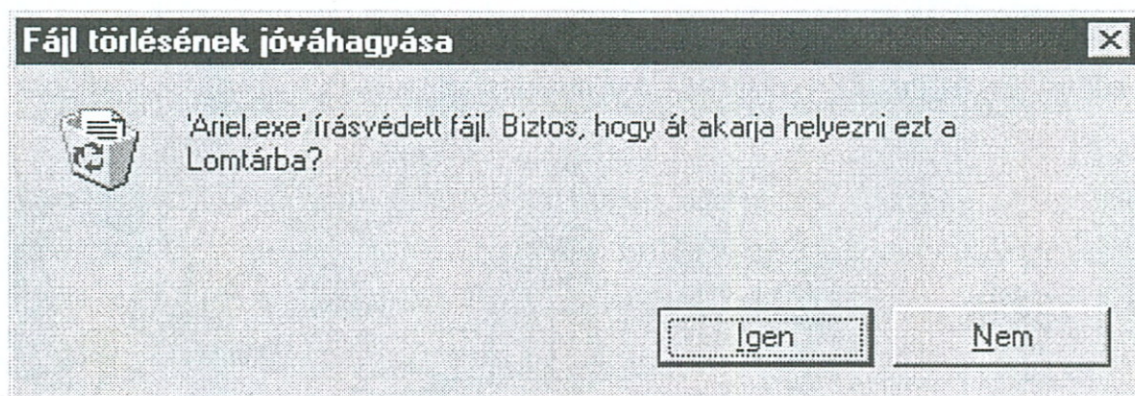 Fájl törlésének jóváhagyása
'Ariel.exe' írásvédett fájl. Biztos, hogy át akarja helyezni ezt a
Lomtárba?
Igen
Nem